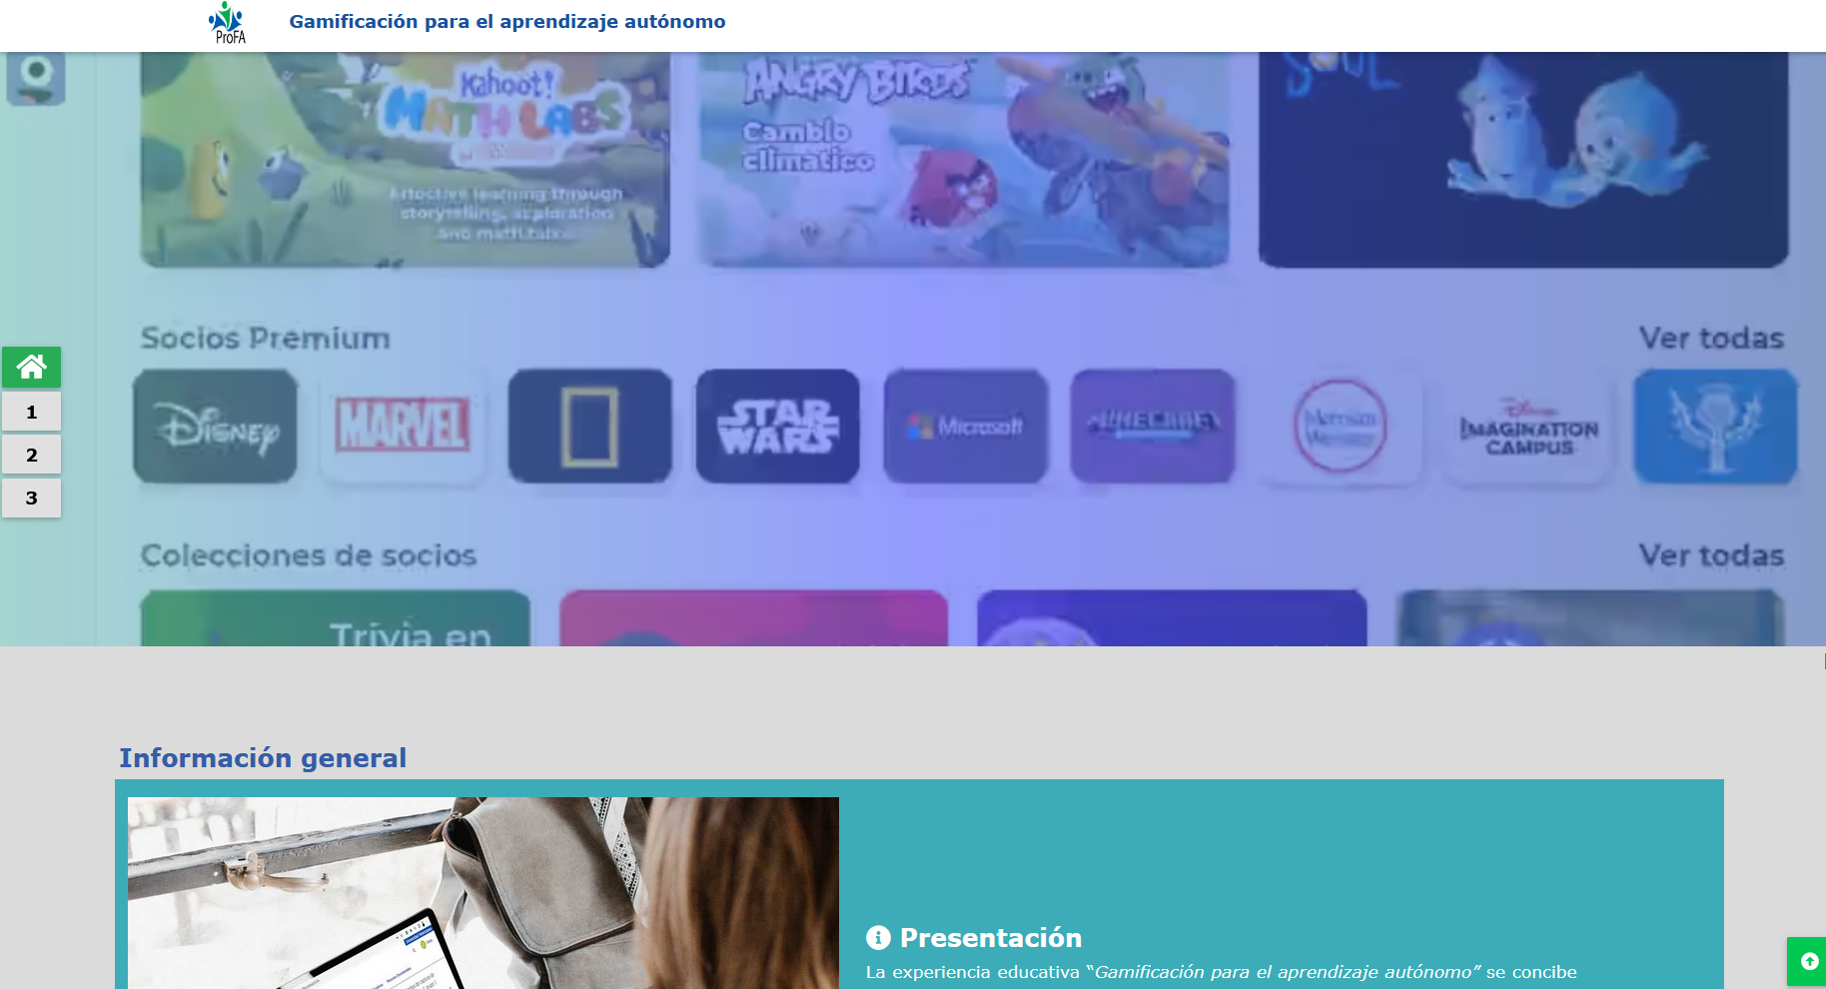 ProFA
Gamificación para el aprendizaje autónomo
Kahoot!
MATH LABS
ANGRY BIRDS
Cambio
climatico
SOUL
learning through
storytelling, exploration
and math talks
Socios Premium
Ver todas
DISNEY
MARVEL
STAR
WARS
Microsoft
MINECRAFT
Merriam
Webster
Disney
IMAGINATION
CAMPUS
1
2
3
Colecciones de socios
Ver todas
Trivia en
Información general
Presentación
La experiencia educativa “Gamificación para el aprendizaje autónomo” se concibe